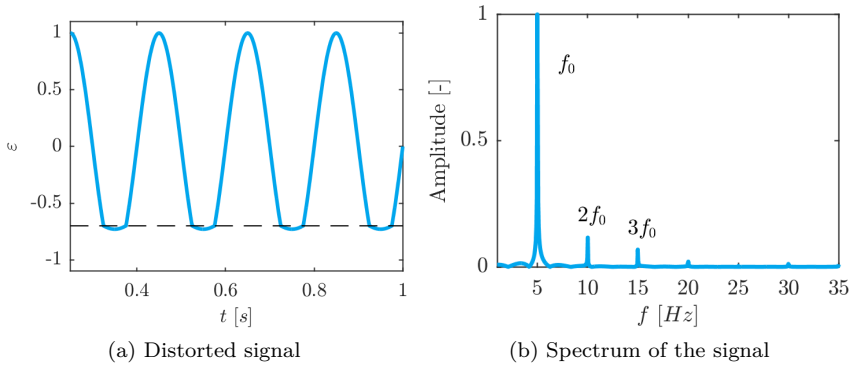 1
0.5
0
-0.5
-1
ε
0.4
0.6
0.8
1
t [s]
(a) Distorted signal
1
0.5
0
Amplitude [-]
f₀
2f₀
3f₀
5
10
15
20
25
30
35
f [Hz]
(b) Spectrum of the signal